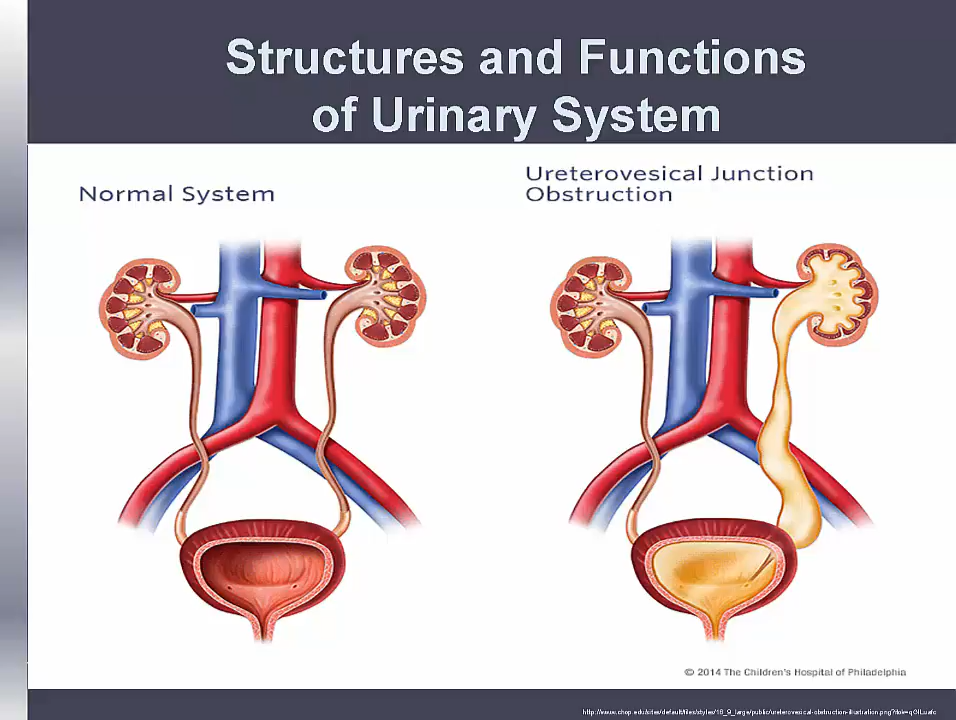 Structures and Functions
of Urinary System
Normal System
Ureterovesical Junction
Obstruction
© 2014 The Children's Hospital of Philadelphia